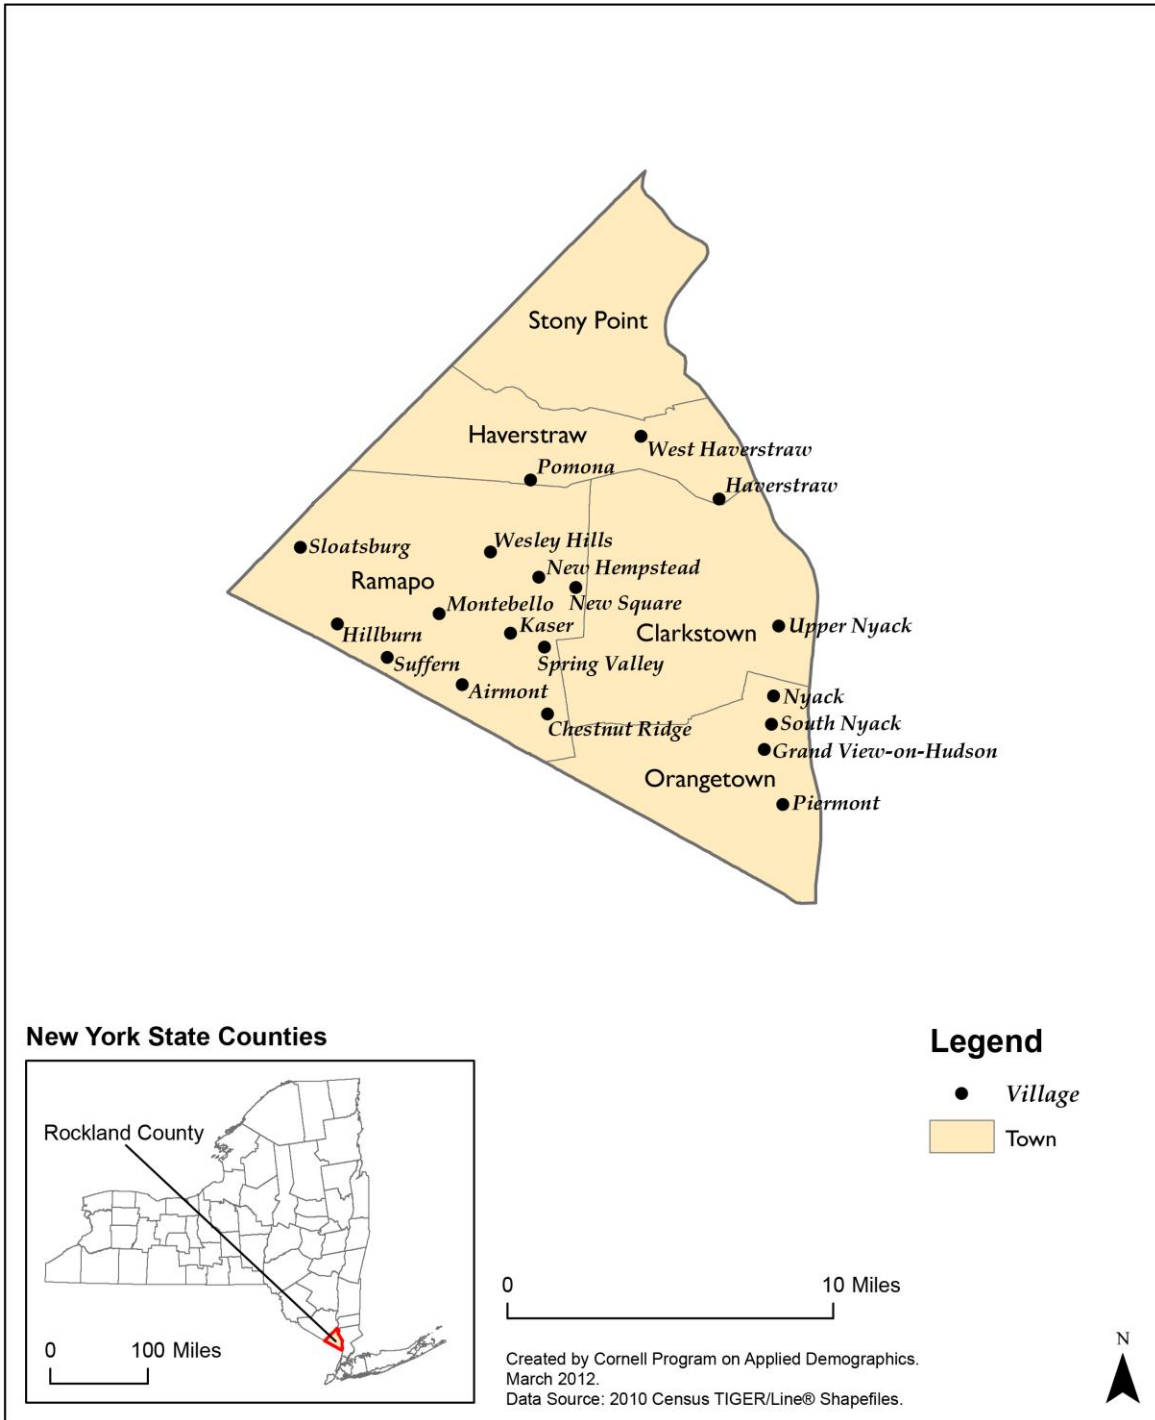 Stony Point
Haverstraw
West Haverstraw
Pomona
Haverstraw
Sloatsburg
Wesley Hills
New Hempstead
Ramapo
New Square
Montebello
Kaser
Hillburn
Clarkstown
Upper Nyack
Suffern
Spring Valley
Airmont
Nyack
Chestnut Ridge
South Nyack
Grand View-on-Hudson
Orangetown
Piermont
New York State Counties
Rockland County
0 100 Miles
Legend
Village
Town
0 10 Miles
Created by Cornell Program on Applied Demographics.
March 2012.
Data Source: 2010 Census TIGER/Line® Shapefiles.
N